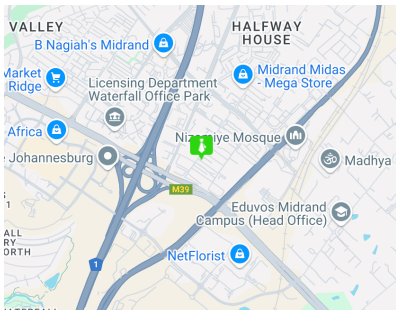 VALLEY
HALFWAY
HOUSE
B Nagiah's Midrand
Market
Ridge
Midrand Midas
- Mega Store
Licensing Department
Waterfall Office Park
Africa
Nizamiye Mosque
Johannesburg
Madhya
M39
Eduvos Midrand
Campus (Head Office)
NetFlorist
1